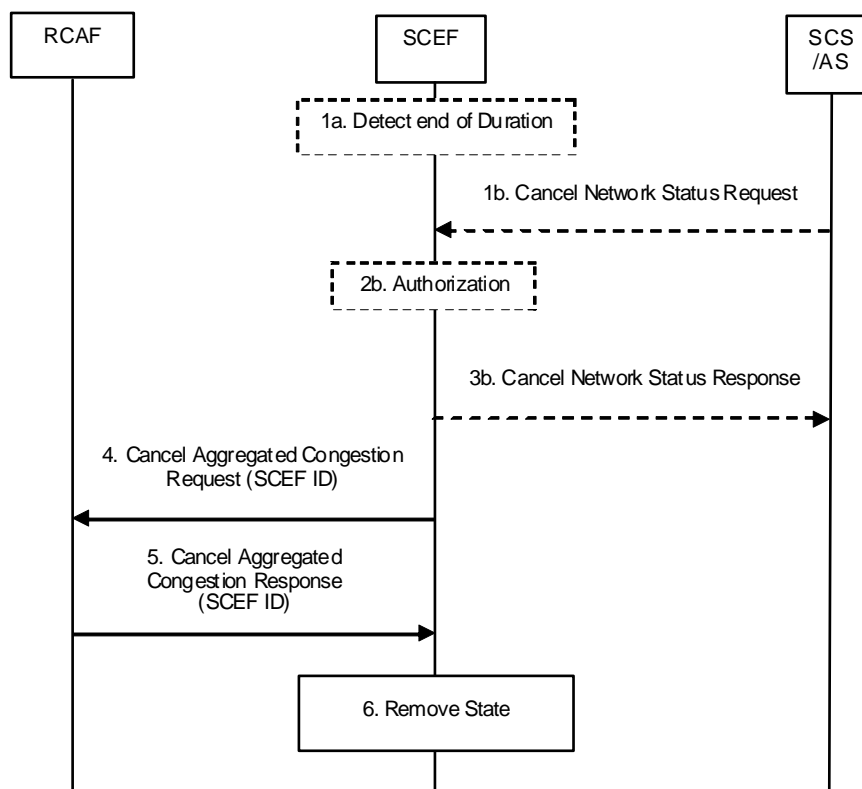 RCAF
SCEF
SCS
/AS
1a. Detect end of Duration
1b. Cancel Network Status Request
2b. Authorization
3b. Cancel Network Status Response
4. Cancel Aggregated Congestion
Request (SCEF ID)
5. Cancel Aggregated
Congestion Response
(SCEF ID)
6. Remove State